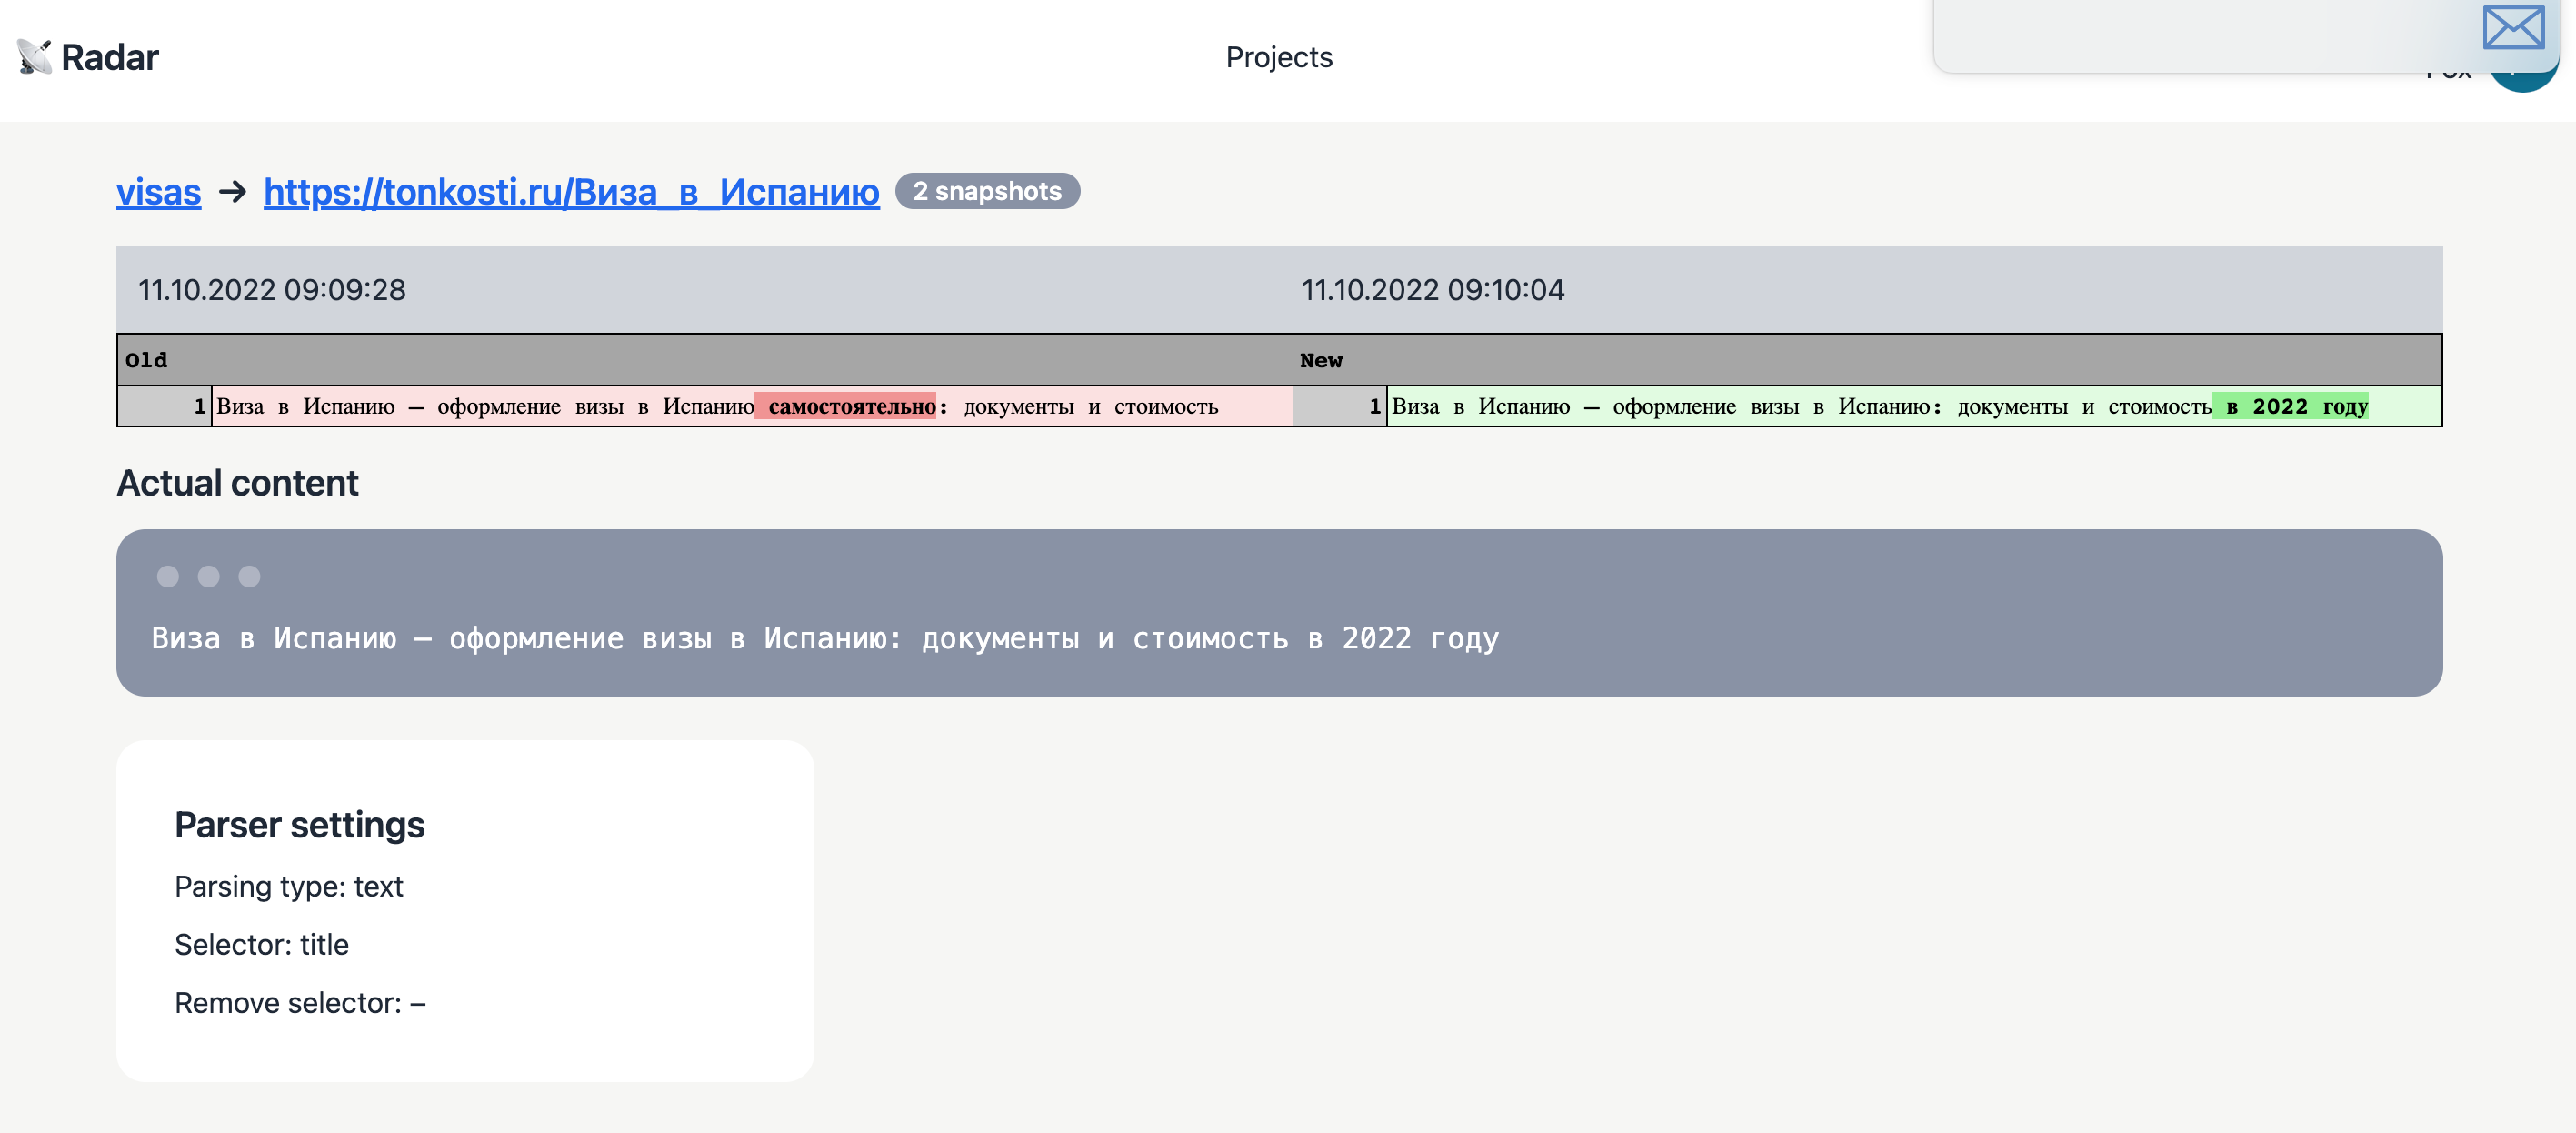 Radar
Projects
visas → https://tonkosti.ru/Виза_в_Испанию 2 snapshots
11.10.2022 09:09:28
11.10.2022 09:10:04
Old
New
1 Виза в Испанию — оформление визы в Испанию самостоятельно: документы и стоимость
1 Виза в Испанию — оформление визы в Испанию: документы и стоимость в 2022 году
Actual content
Виза в Испанию — оформление визы в Испанию: документы и стоимость в 2022 году
Parser settings
Parsing type: text
Selector: title
Remove selector: –